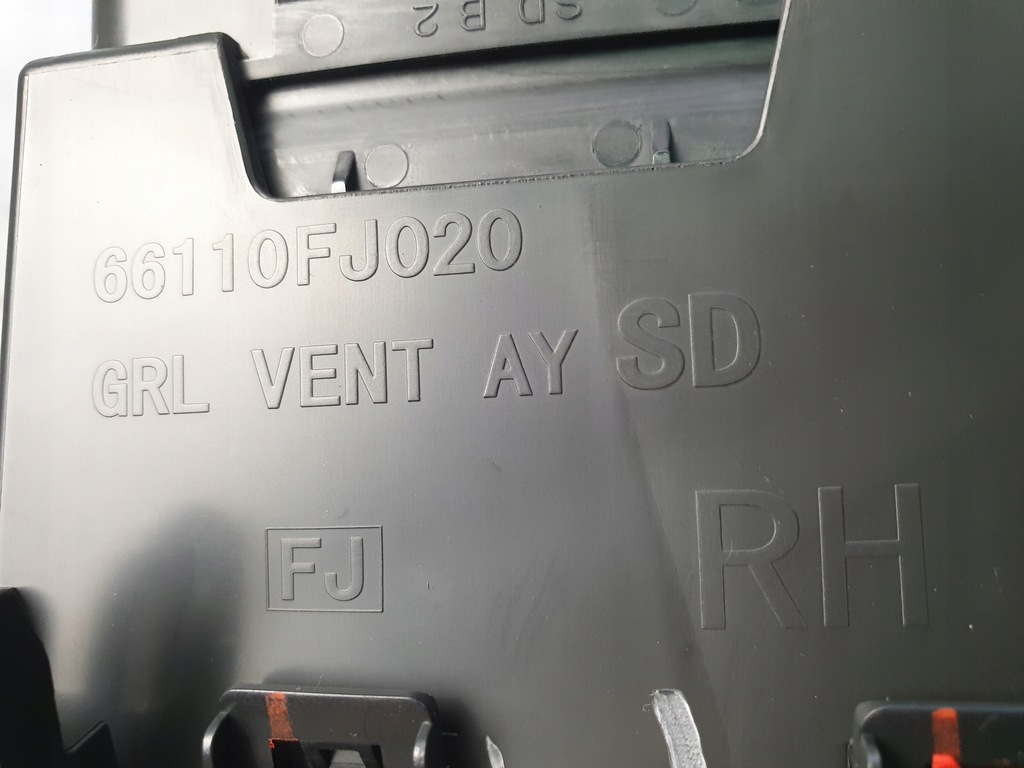 SD B2
66110FJ020
GRL VENT AY SD
FJ
RH